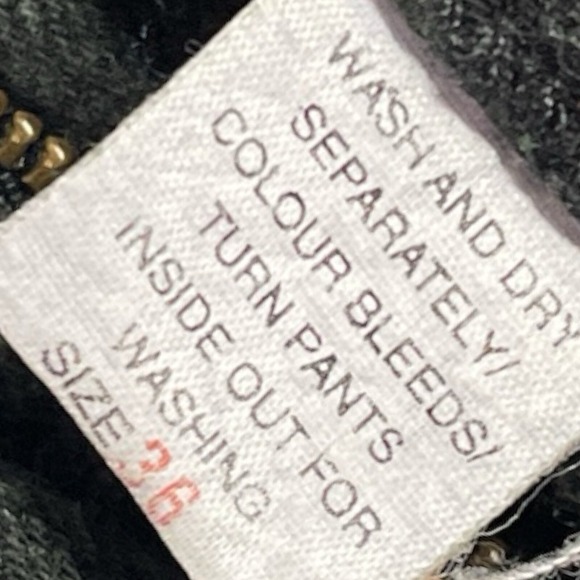 WASH AND DRY
SEPARATELY/
COLOUR BLEEDS/
TURN PANTS
INSIDE OUT FOR
WASHING
SIZE 36